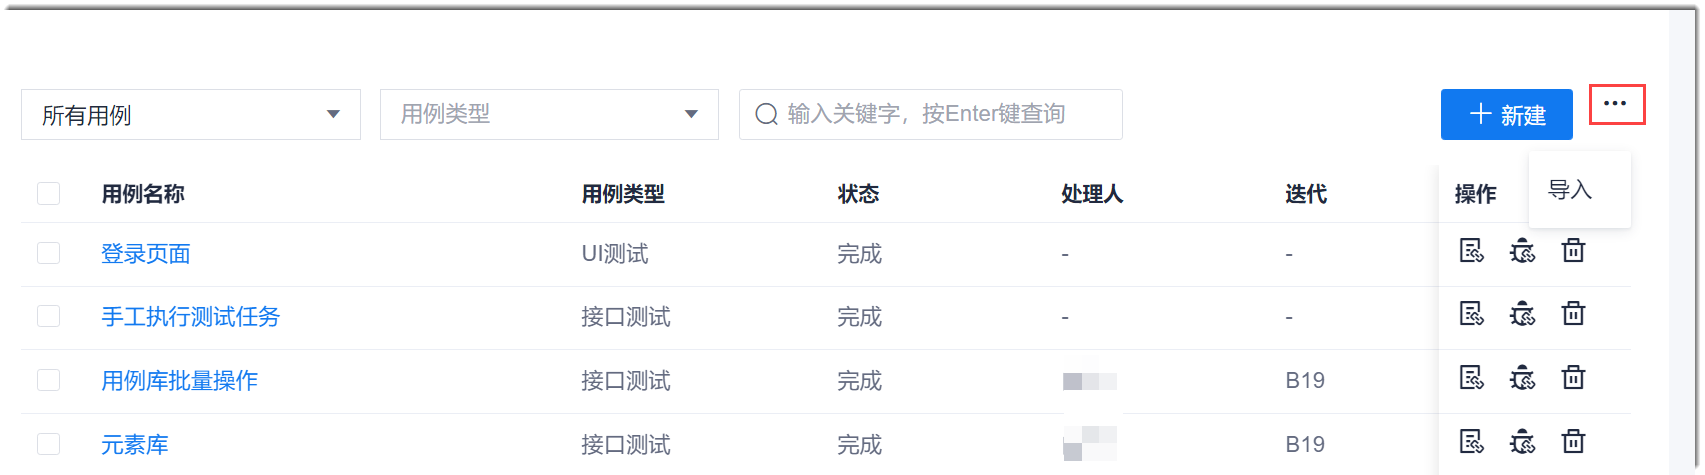 所有用例 用例类型 输入关键字，按Enter键查询 新建 ···
导入
用例名称 用例类型 状态 处理人 迭代 操作
登录页面 UI测试 完成 - -
手工执行测试任务 接口测试 完成 - -
用例库批量操作 接口测试 完成 B19
元素库 接口测试 完成 B19